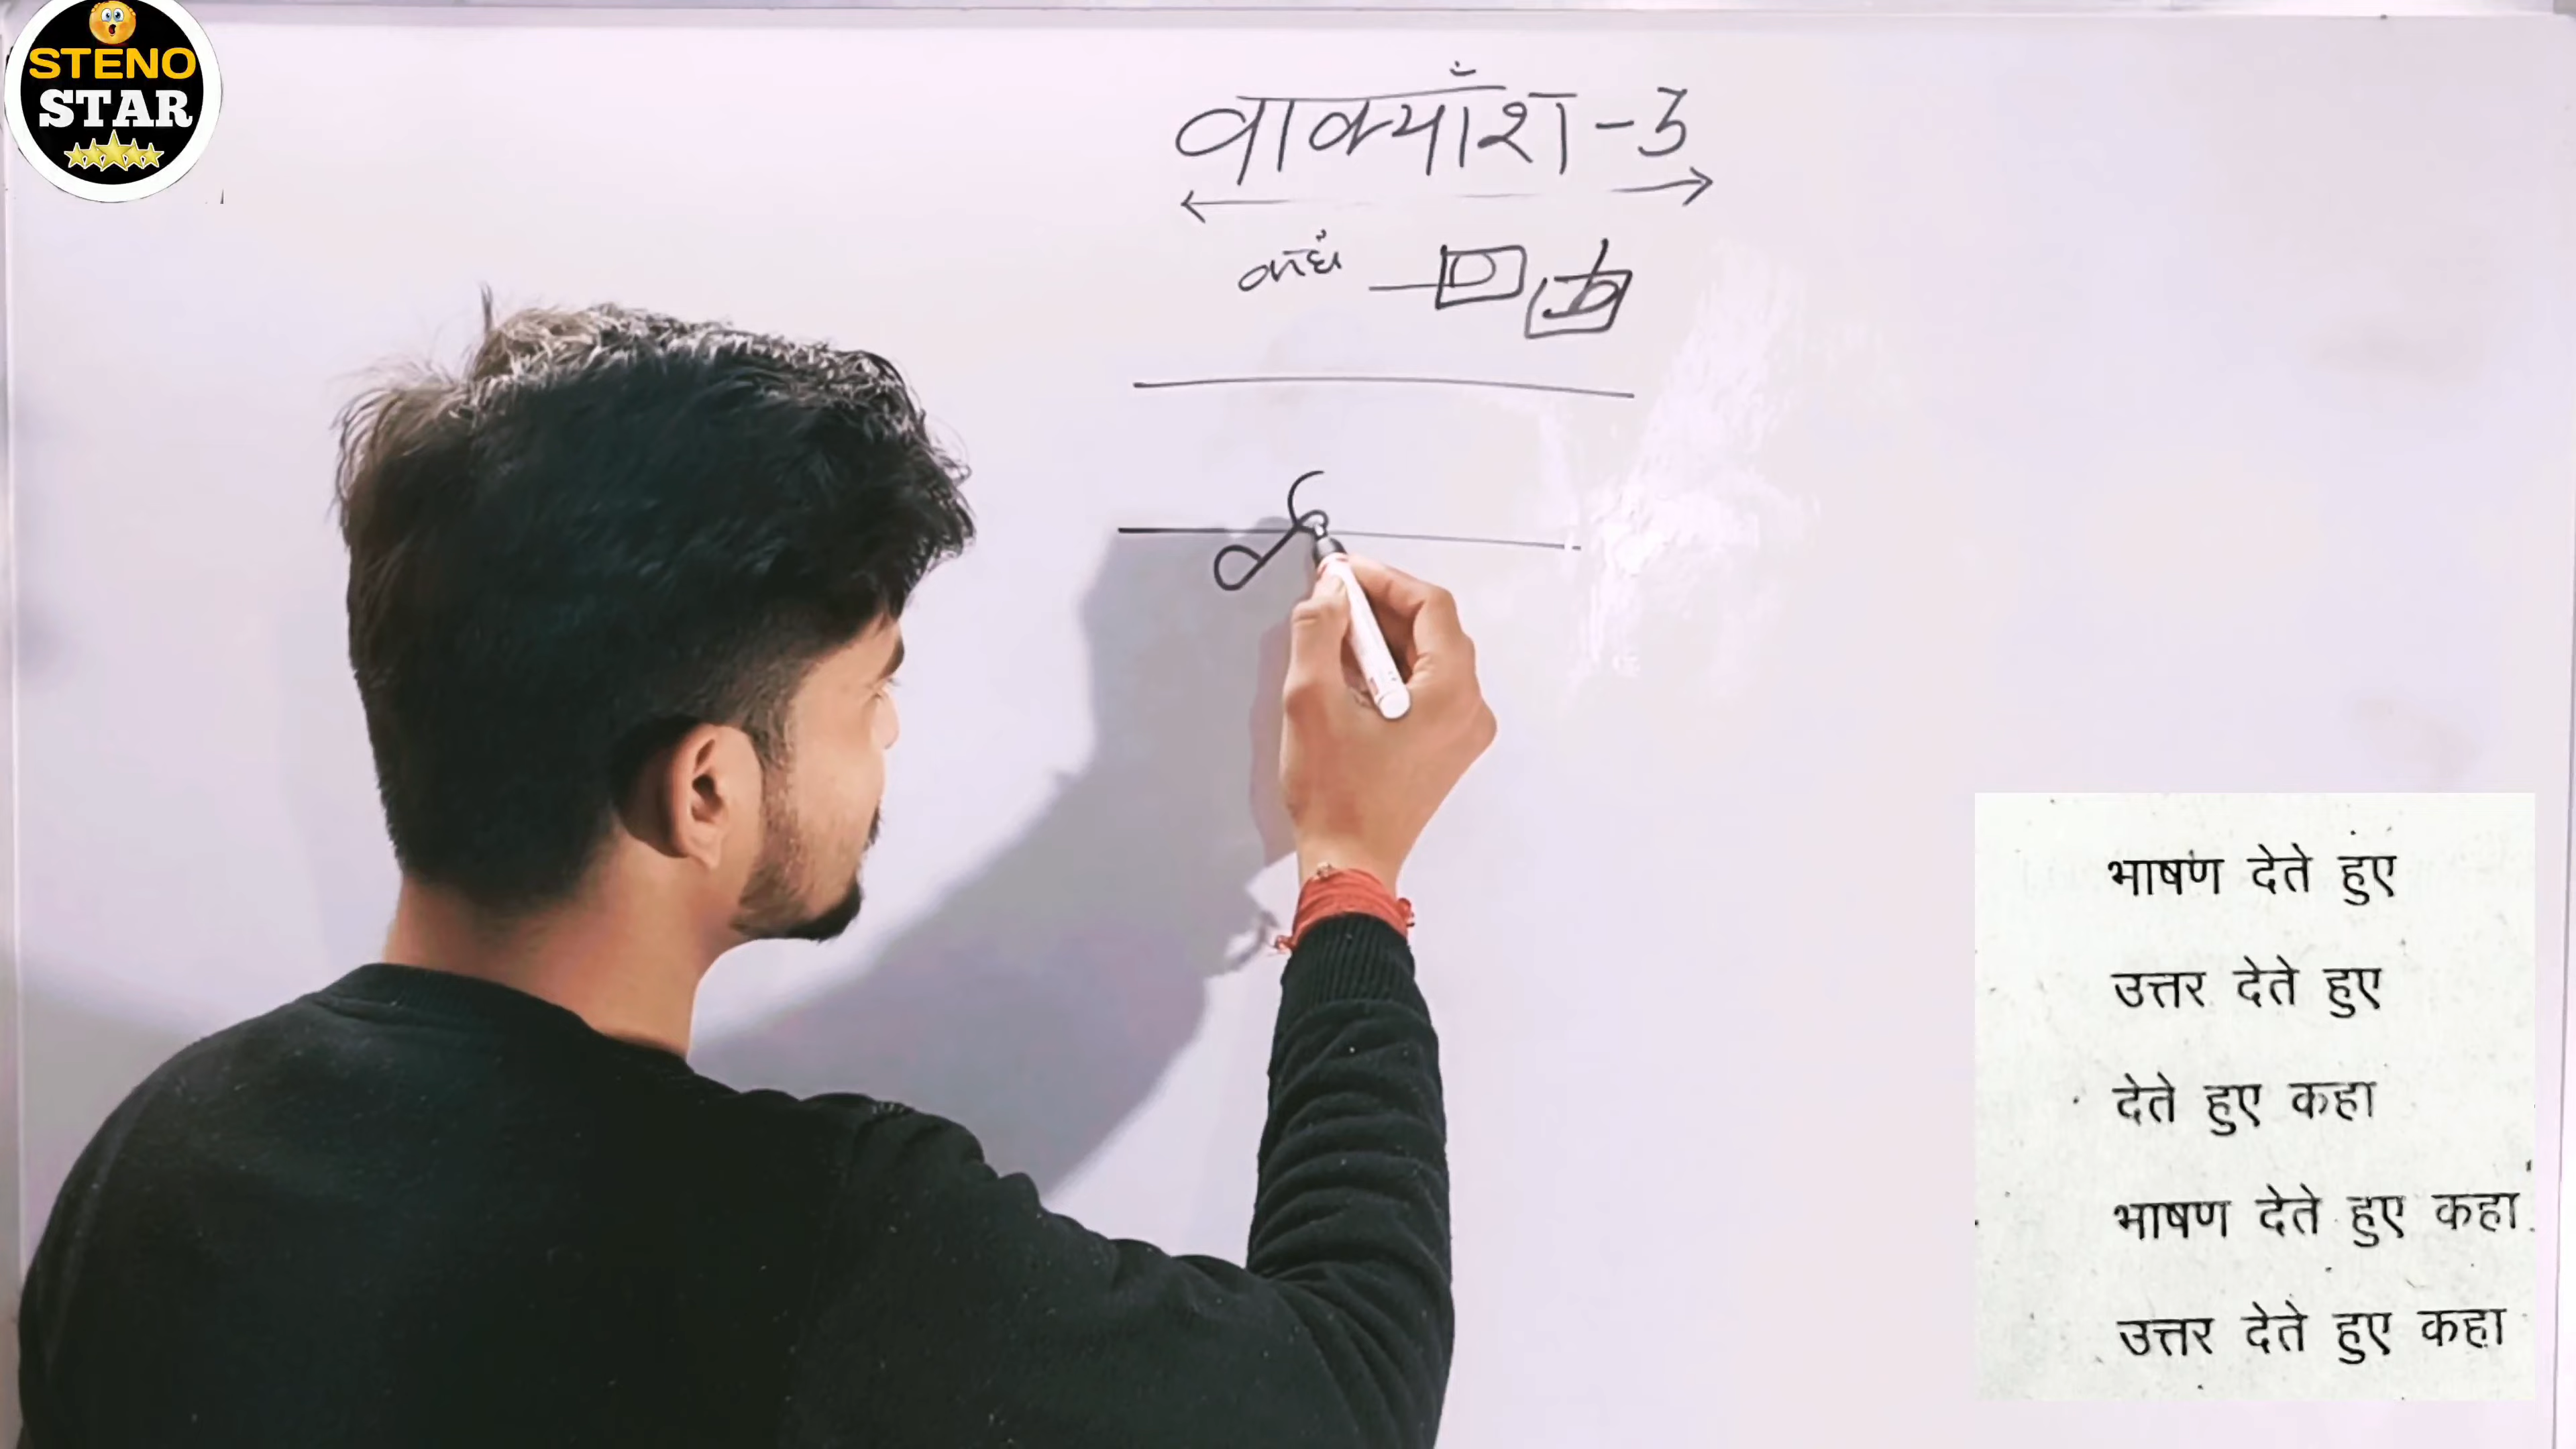 STENO
STAR
वाक्यांश-3
भाषण देते हुए
उत्तर देते हुए
देते हुए कहा
भाषण देते हुए कहा
उत्तर देते हुए कहा